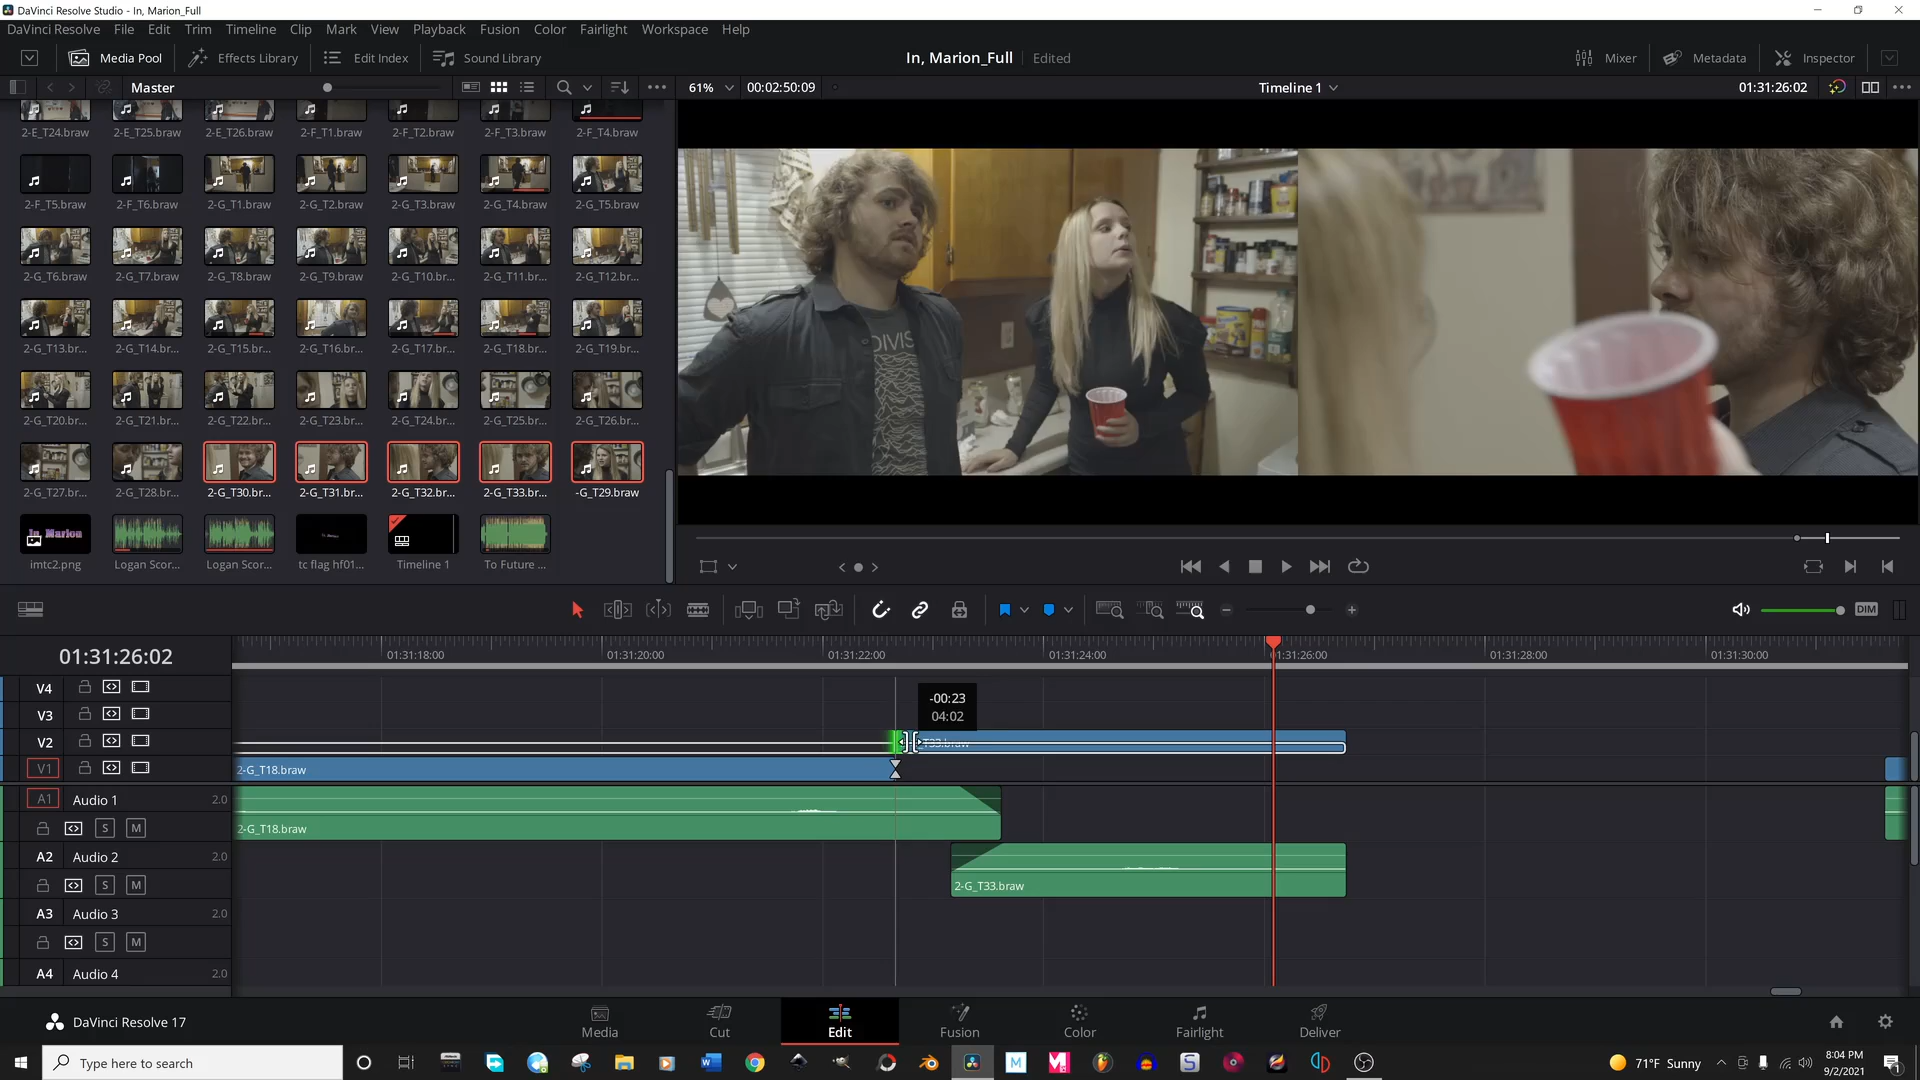 DaVinci Resolve Studio - In, Marion_Full
DaVinci Resolve File Edit Trim Timeline Clip Mark View Playback Fusion Color Fairlight Workspace Help
Media Pool Effects Library Edit Index Sound Library In, Marion_Full Edited Mixer Metadata Inspector
Master 61% 00:02:50:09 Timeline 1 01:31:26:02
2-E_T24.braw 2-E_T25.braw 2-E_T26.braw 2-F_T1.braw 2-F_T2.braw 2-F_T3.braw 2-F_T4.braw
2-F_T5.braw 2-F_T6.braw 2-G_T1.braw 2-G_T2.braw 2-G_T3.braw 2-G_T4.braw 2-G_T5.braw
2-G_T6.braw 2-G_T7.braw 2-G_T8.braw 2-G_T9.braw 2-G_T10.br... 2-G_T11.br... 2-G_T12.br...
2-G_T13.br... 2-G_T14.br... 2-G_T15.br... 2-G_T16.br... 2-G_T17.br... 2-G_T18.br... 2-G_T19.br...
2-G_T20.br... 2-G_T21.br... 2-G_T22.br... 2-G_T23.br... 2-G_T24.br... 2-G_T25.br... 2-G_T26.br...
2-G_T27.br... 2-G_T28.br... 2-G_T30.br... 2-G_T31.br... 2-G_T32.br... 2-G_T33.br... -G_T29.braw
In, Marion
imtc2.png Logan Scor... Logan Scor... tc flag hf01... Timeline 1 To Future ...
DIVIS
DIM
01:31:26:02 01:31:18:00 01:31:20:00 01:31:22:00 01:31:24:00 01:31:26:00 01:31:28:00 01:31:30:00
V4
-00:23
04:02
V3
V2 T33.braw
V1 2-G_T18.braw
A1 Audio 1 2.0
S M 2-G_T18.braw
A2 Audio 2 2.0
S M 2-G_T33.braw
A3 Audio 3 2.0
S M
A4 Audio 4 2.0
DaVinci Resolve 17 Media Cut Edit Fusion Color Fairlight Deliver
Type here to search 71°F Sunny 8:04 PM
9/2/2021